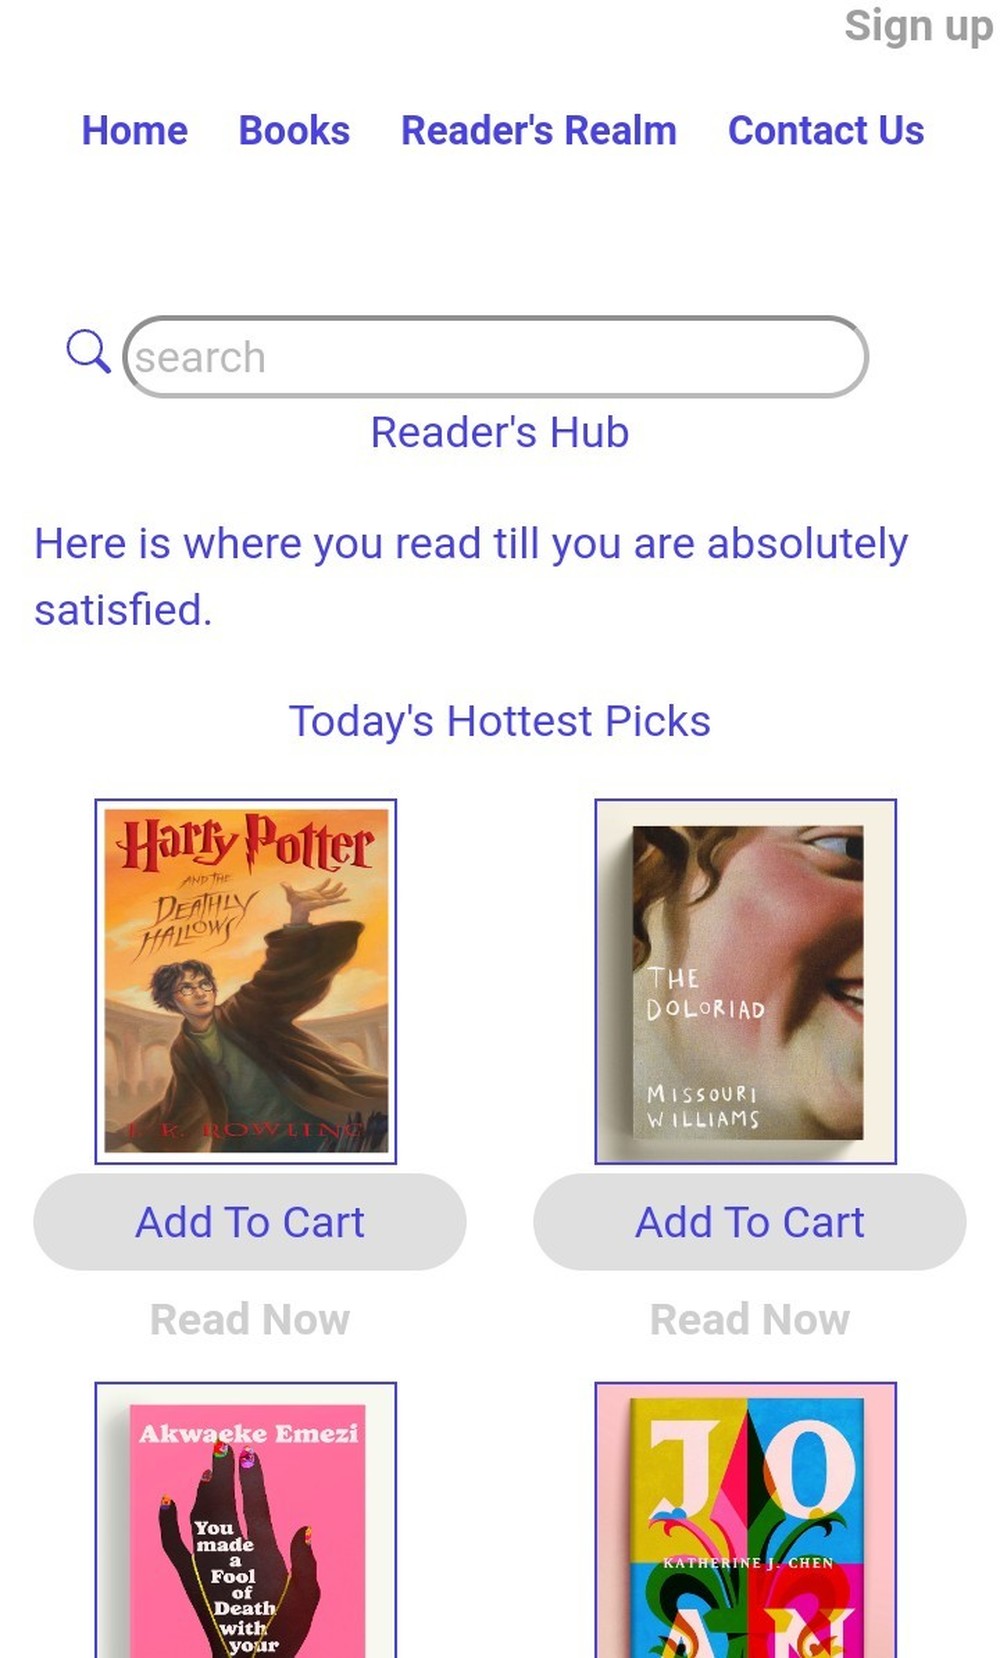 Sign up
Home Books Reader's Realm Contact Us
search
Reader's Hub
Here is where you read till you are absolutely
satisfied.
Today's Hottest Picks
Harry Potter
AND THE
DEATHLY
HALLOWS
J. K. ROWLING
THE
DOLORIAD
MISSOURI
WILLIAMS
Add To Cart Add To Cart
Read Now Read Now
Akwaeke Emezi
You
made
a
Fool
of
Death
with
your
JO
KATHERINE J. CHEN
AN